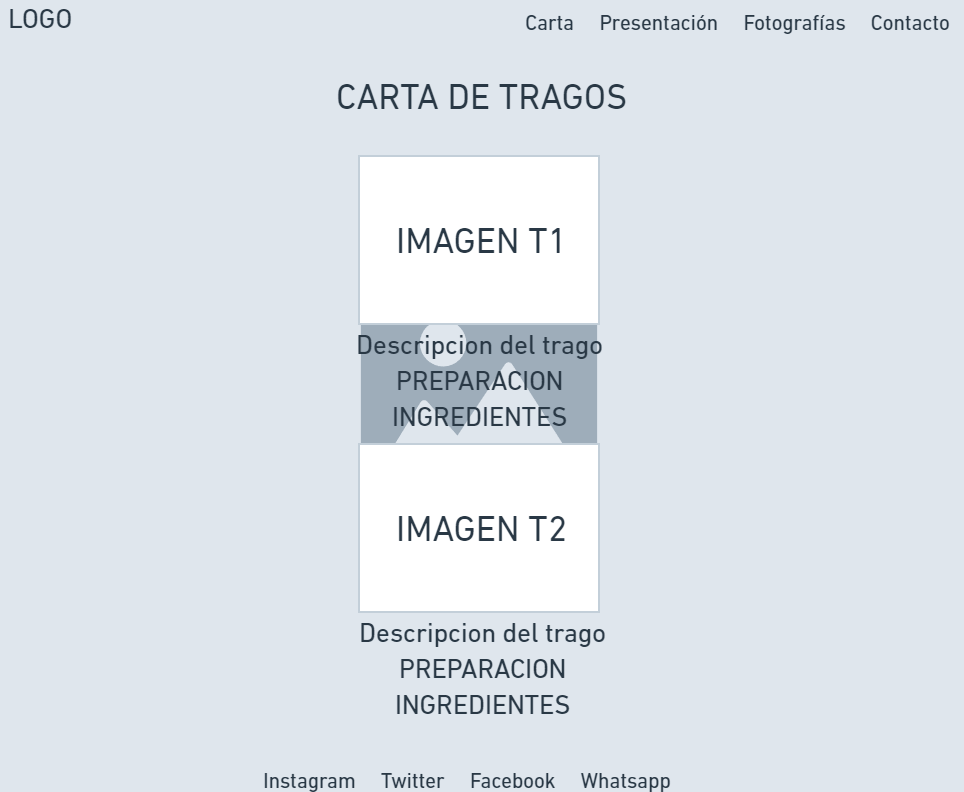 LOGO
Carta Presentación Fotografías Contacto
CARTA DE TRAGOS
IMAGEN T1
Descripcion del trago
PREPARACION
INGREDIENTES
IMAGEN T2
Descripcion del trago
PREPARACION
INGREDIENTES
Instagram Twitter Facebook Whatsapp